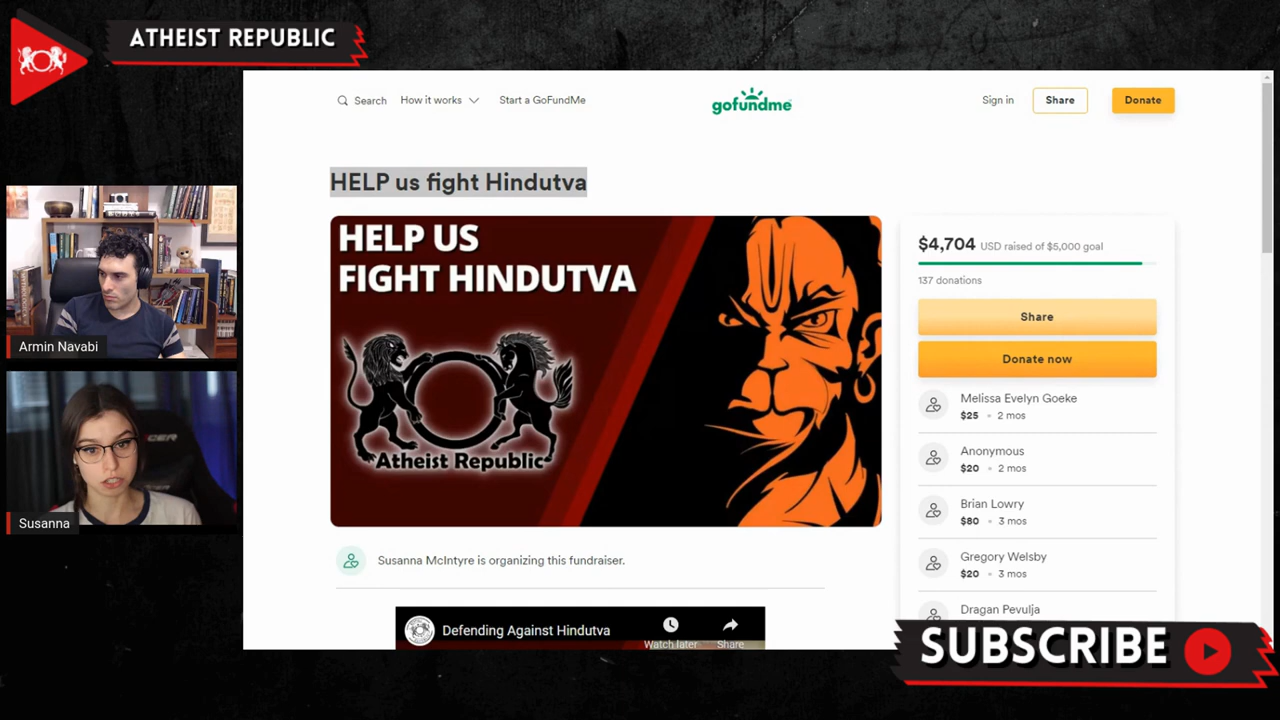 ATHEIST REPUBLIC
Search How it works Start a GoFundMe gofundme Sign in Share Donate
HELP us fight Hindutva
HELP US
FIGHT HINDUTVA
Atheist Republic
$4,704 USD raised of $5,000 goal
137 donations
Share
Donate now
Melissa Evelyn Goeke
$25 • 2 mos
Anonymous
$20 • 2 mos
Brian Lowry
$80 • 3 mos
Gregory Welsby
$20 • 3 mos
Dragan Pevulja
Armin Navabi
Susanna
Susanna McIntyre is organizing this fundraiser.
Defending Against Hindutva
Watch later Share
SUBSCRIBE